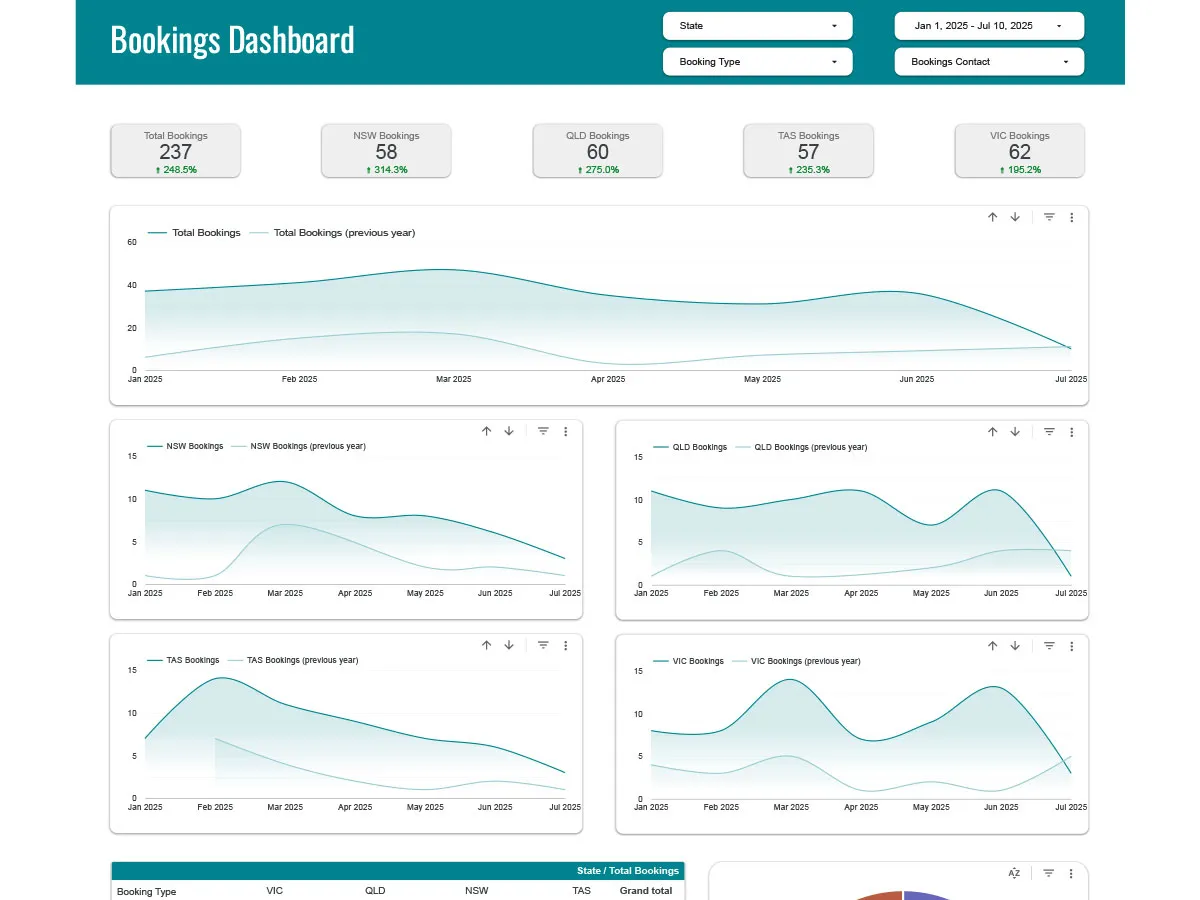 Bookings Dashboard
State
Jan 1, 2025 - Jul 10, 2025
Booking Type
Bookings Contact
Total Bookings
237
248.5%
NSW Bookings
58
314.3%
QLD Bookings
60
275.0%
TAS Bookings
57
235.3%
VIC Bookings
62
195.2%
Total Bookings Total Bookings (previous year)
60
40
20
0
Jan 2025 Feb 2025 Mar 2025 Apr 2025 May 2025 Jun 2025 Jul 2025
NSW Bookings NSW Bookings (previous year)
15
10
5
0
Jan 2025 Feb 2025 Mar 2025 Apr 2025 May 2025 Jun 2025 Jul 2025
QLD Bookings QLD Bookings (previous year)
15
10
5
0
Jan 2025 Feb 2025 Mar 2025 Apr 2025 May 2025 Jun 2025 Jul 2025
TAS Bookings TAS Bookings (previous year)
15
10
5
0
Jan 2025 Feb 2025 Mar 2025 Apr 2025 May 2025 Jun 2025 Jul 2025
VIC Bookings VIC Bookings (previous year)
15
10
5
0
Jan 2025 Feb 2025 Mar 2025 Apr 2025 May 2025 Jun 2025 Jul 2025
State / Total Bookings
Booking Type VIC QLD NSW TAS Grand total
AZ